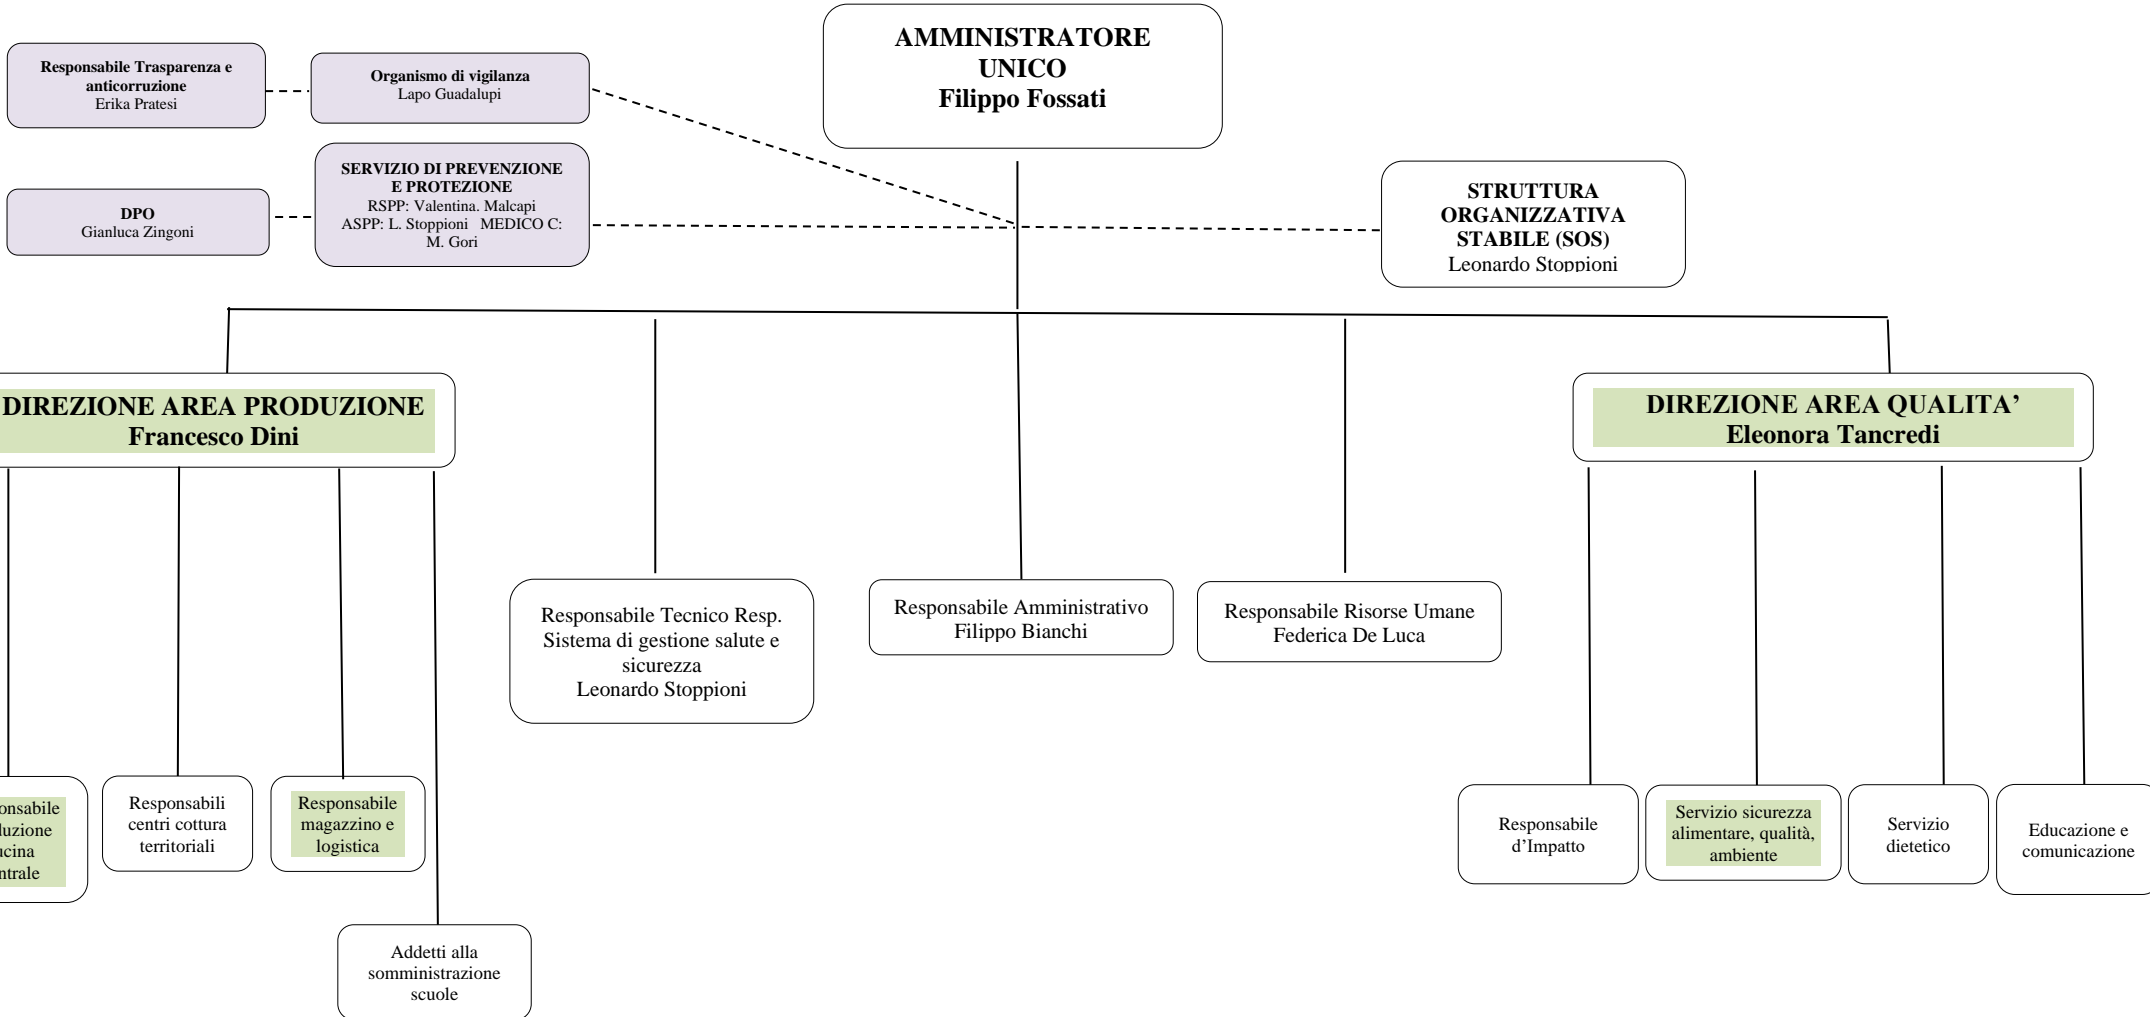 AMMINISTRATORE
UNICO
Filippo Fossati
Responsabile Trasparenza e
anticorruzione
Erika Pratesi
Organismo di vigilanza
Lapo Guadalupi
SERVIZIO DI PREVENZIONE
E PROTEZIONE
RSPP: Valentina. Malcapi
ASPP: L. Stoppioni MEDICO C:
M. Gori
DPO
Gianluca Zingoni
STRUTTURA
ORGANIZZATIVA
STABILE (SOS)
Leonardo Stoppioni
DIREZIONE AREA PRODUZIONE
Francesco Dini
DIREZIONE AREA QUALITA’
Eleonora Tancredi
Responsabile Tecnico Resp.
Sistema di gestione salute e
sicurezza
Leonardo Stoppioni
Responsabile Amministrativo
Filippo Bianchi
Responsabile Risorse Umane
Federica De Luca
Responsabili
centri cottura
territoriali
Responsabile
magazzino e
logistica
Responsabile
d’Impatto
Servizio sicurezza
alimentare, qualità,
ambiente
Servizio
dietetico
Educazione e
comunicazione
Addetti alla
somministrazione
scuole